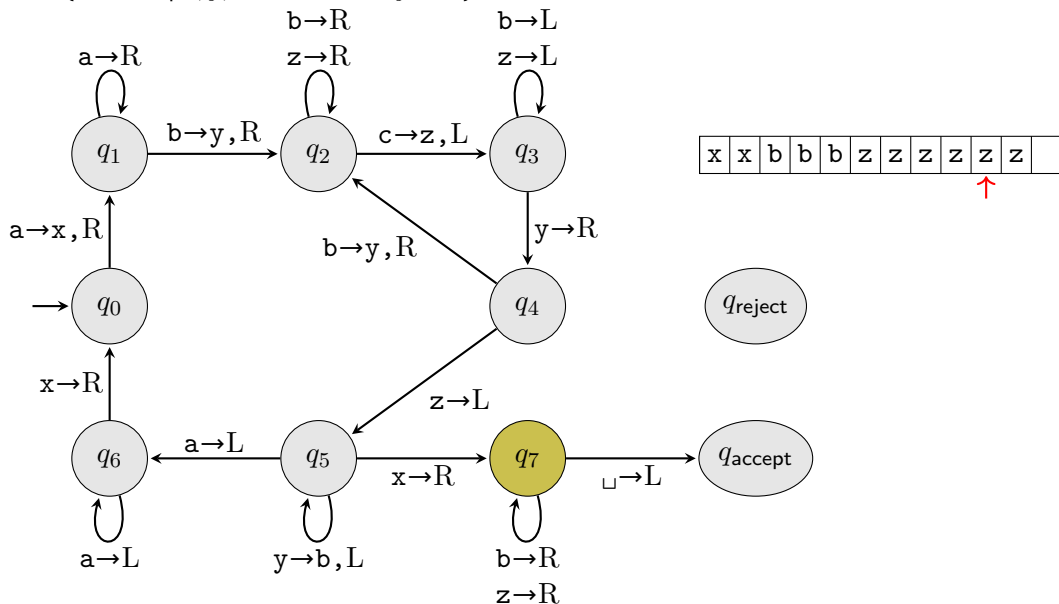 b→R b→L
a→R z→R z→L
q1 b→y,R q2 c→z,L q3 x x b b b z z z z z z
a→x,R b→y,R y→R
q0 q4 qreject
x→R z→L
q6 a→L q5 x→R q7 ␣→L qaccept
a→L y→b,L b→R
z→R